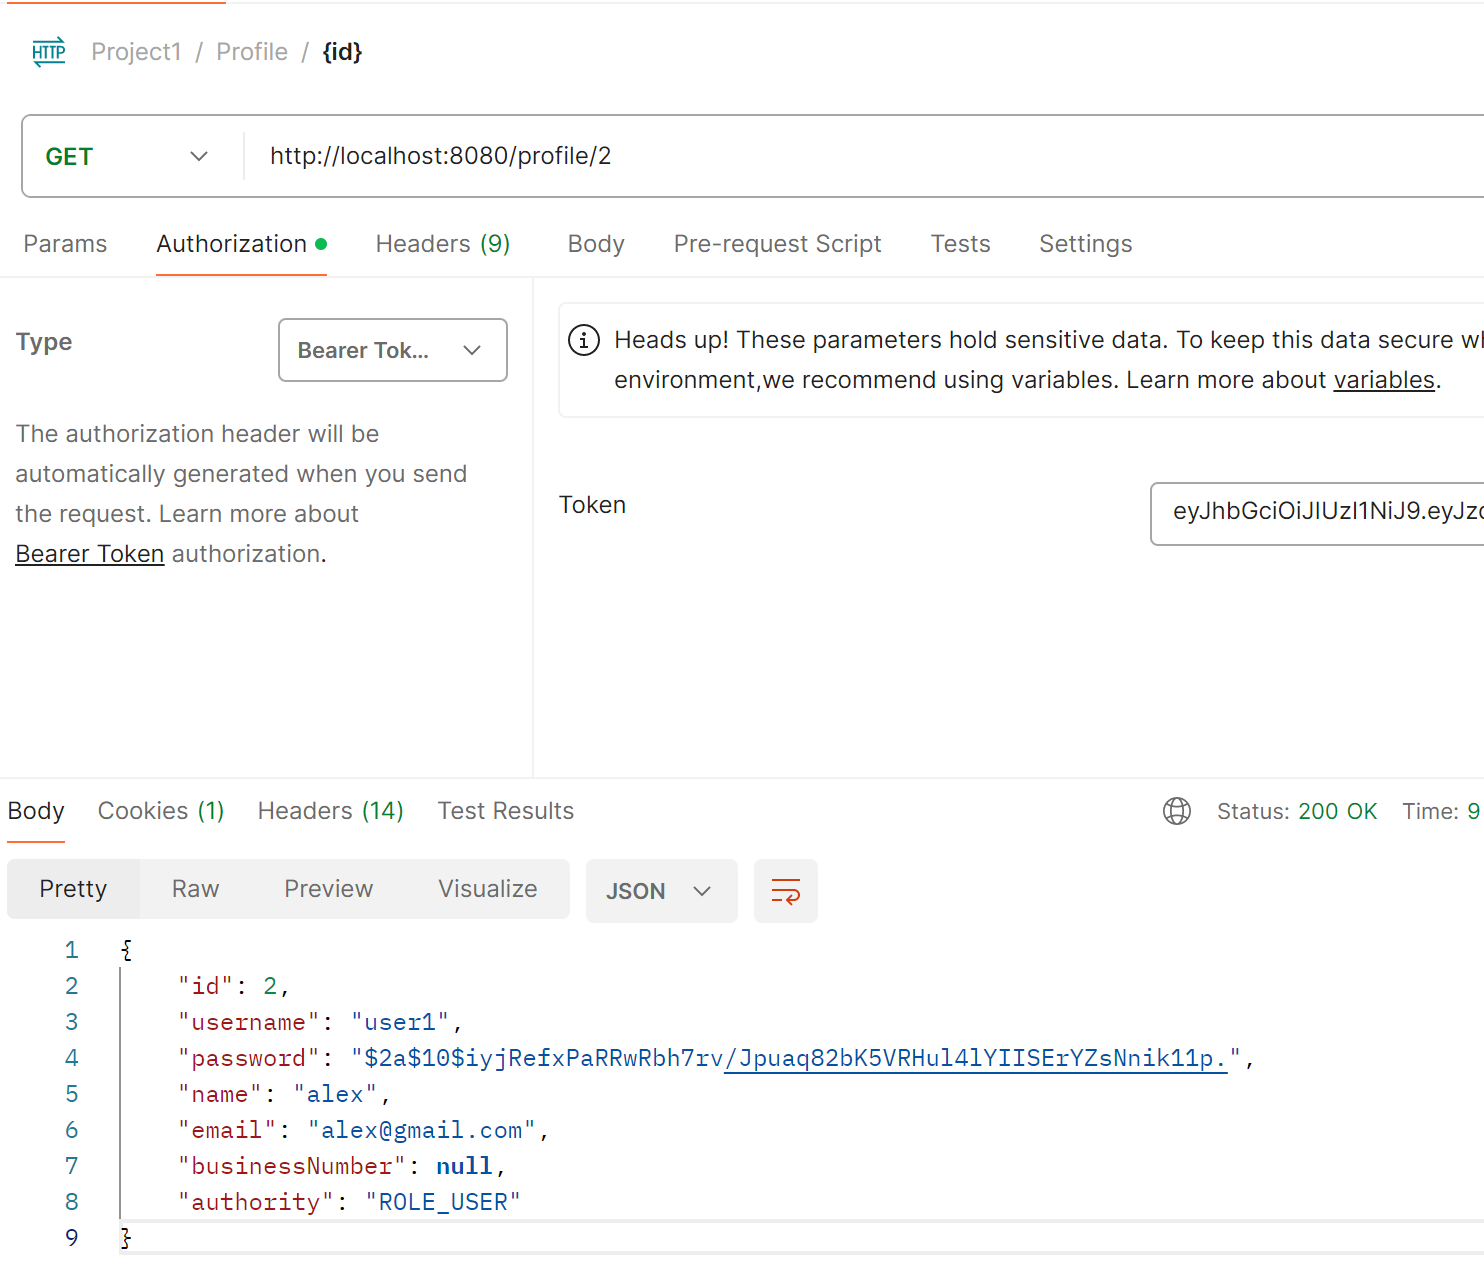 HTTP Project1 / Profile / {id}
GET http://localhost:8080/profile/2
Params Authorization Headers (9) Body Pre-request Script Tests Settings
Type
Bearer Tok...
The authorization header will be
automatically generated when you send
the request. Learn more about
Bearer Token authorization.
Heads up! These parameters hold sensitive data. To keep this data secure
environment,we recommend using variables. Learn more about variables.
Token
eyJhbGciOiJIUzI1NiJ9.eyJz
Body Cookies (1) Headers (14) Test Results Status: 200 OK Time: 9
Pretty Raw Preview Visualize JSON
1 {
2 "id": 2,
3 "username": "user1",
4 "password": "$2a$10$iyjRefxPaRRwRbh7rv/Jpuaq82bK5VRHul4lYIISErYZsNnik11p.",
5 "name": "alex",
6 "email": "alex@gmail.com",
7 "businessNumber": null,
8 "authority": "ROLE_USER"
9 }